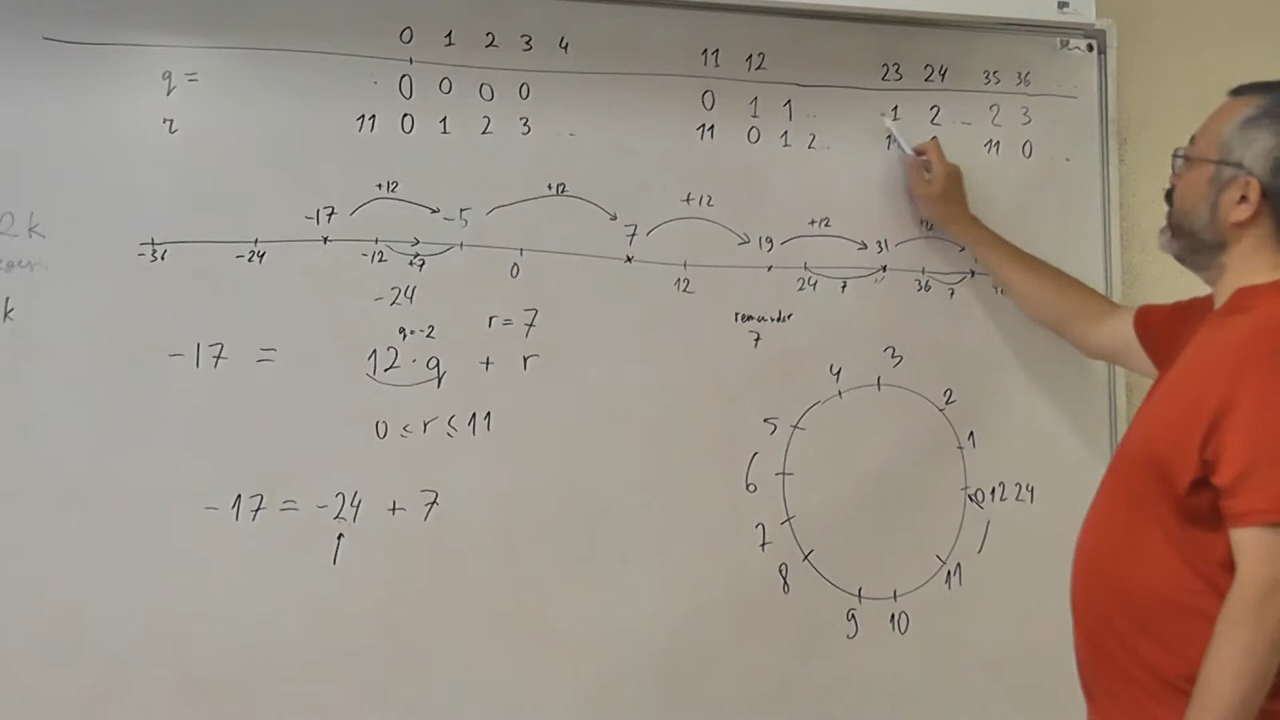 0 1 2 3 4 11 12 23 24 35 36 ..
q = . 0 0 0 0 0 1 1 .. 1 2 .. 2 3
r 11 0 1 2 3 .. 11 0 1 2 . 11 0 .
+12 +12 +12 +12
-17 -5 7 19 31
-36 -24 -12 +7 0 12 24 7 36 7
2k
k
-24
q=-2 r=7
-17 = 12·q + r
0 ≤ r ≤ 11
-17 = -24 + 7
remainder
7
3
4 2
5 1
6 0 12 24
7
8 11
9 10